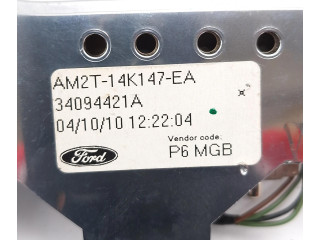 AM2T-14K147-EA
34094421A
04/10/10 12:22:04
Vendor code:
Ford
P6 MGB